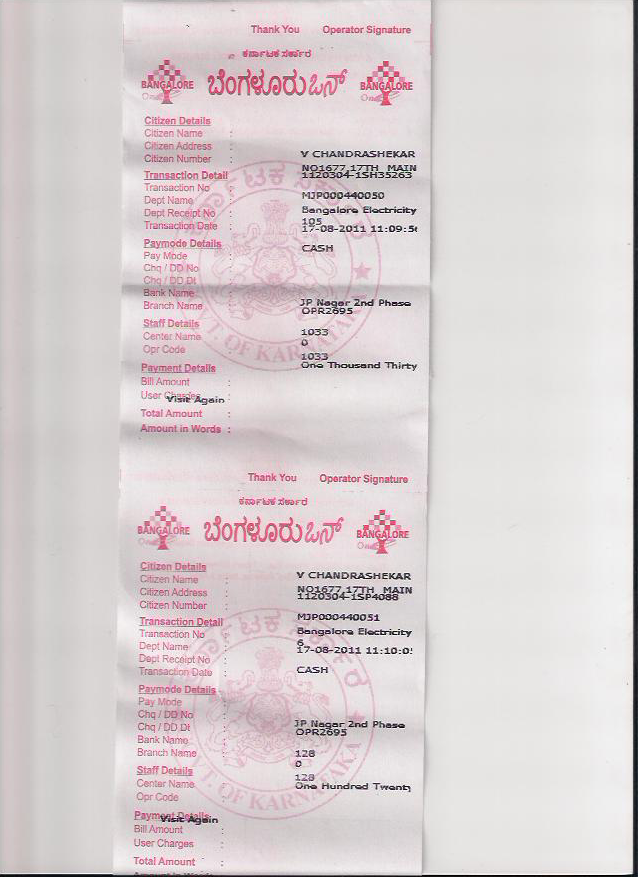 Thank You Operator Signature
ಕರ್ನಾಟಕ ಸರ್ಕಾರ
BANGALORE One ಬೆಂಗಳೂರು ಒನ್ BANGALORE One
Citizen Details
Citizen Name :
Citizen Address :
Citizen Number :
V CHANDRASHEKAR
NO1677,17TH MAIN
Transaction Detail
1120304-1SH35263
Transaction No :
Dept Name :
MJP000440050
Dept Receipt No :
Bangalore Electricity
105
Transaction Date :
17-08-2011 11:09:5
Paymode Details
CASH
Pay Mode :
Chq / DD No :
Chq / DD Dt :
Bank Name :
Branch Name :
JP Nagar 2nd Phase
OPR2695
Staff Details
Center Name :
1033
0
Opr Code :
1033
Payment Details
One Thousand Thirty
Bill Amount :
User Charges :
Visit Again
Total Amount :
Amount in Words :
GOVT. OF KARNATAKA
Thank You Operator Signature
ಕರ್ನಾಟಕ ಸರ್ಕಾರ
BANGALORE One ಬೆಂಗಳೂರು ಒನ್ BANGALORE One
Citizen Details
V CHANDRASHEKAR
Citizen Name :
Citizen Address :
NO1677,17TH MAIN
1120304-1SP4088
Citizen Number :
Transaction Detail
MJP000440051
Transaction No :
Bangalore Electricity
6
Dept Name :
17-08-2011 11:10:0
Dept Receipt No :
Transaction Date :
CASH
Paymode Details
Pay Mode :
Chq / DD No :
Chq / DD Dt :
JP Nagar 2nd Phase
OPR2695
Bank Name :
Branch Name :
128
0
Staff Details
128
Center Name :
One Hundred Twenty
Opr Code :
Payment Details
Visit Again
Bill Amount :
User Charges :
Total Amount :
Amount in Words :
GOVT. OF KARNATAKA